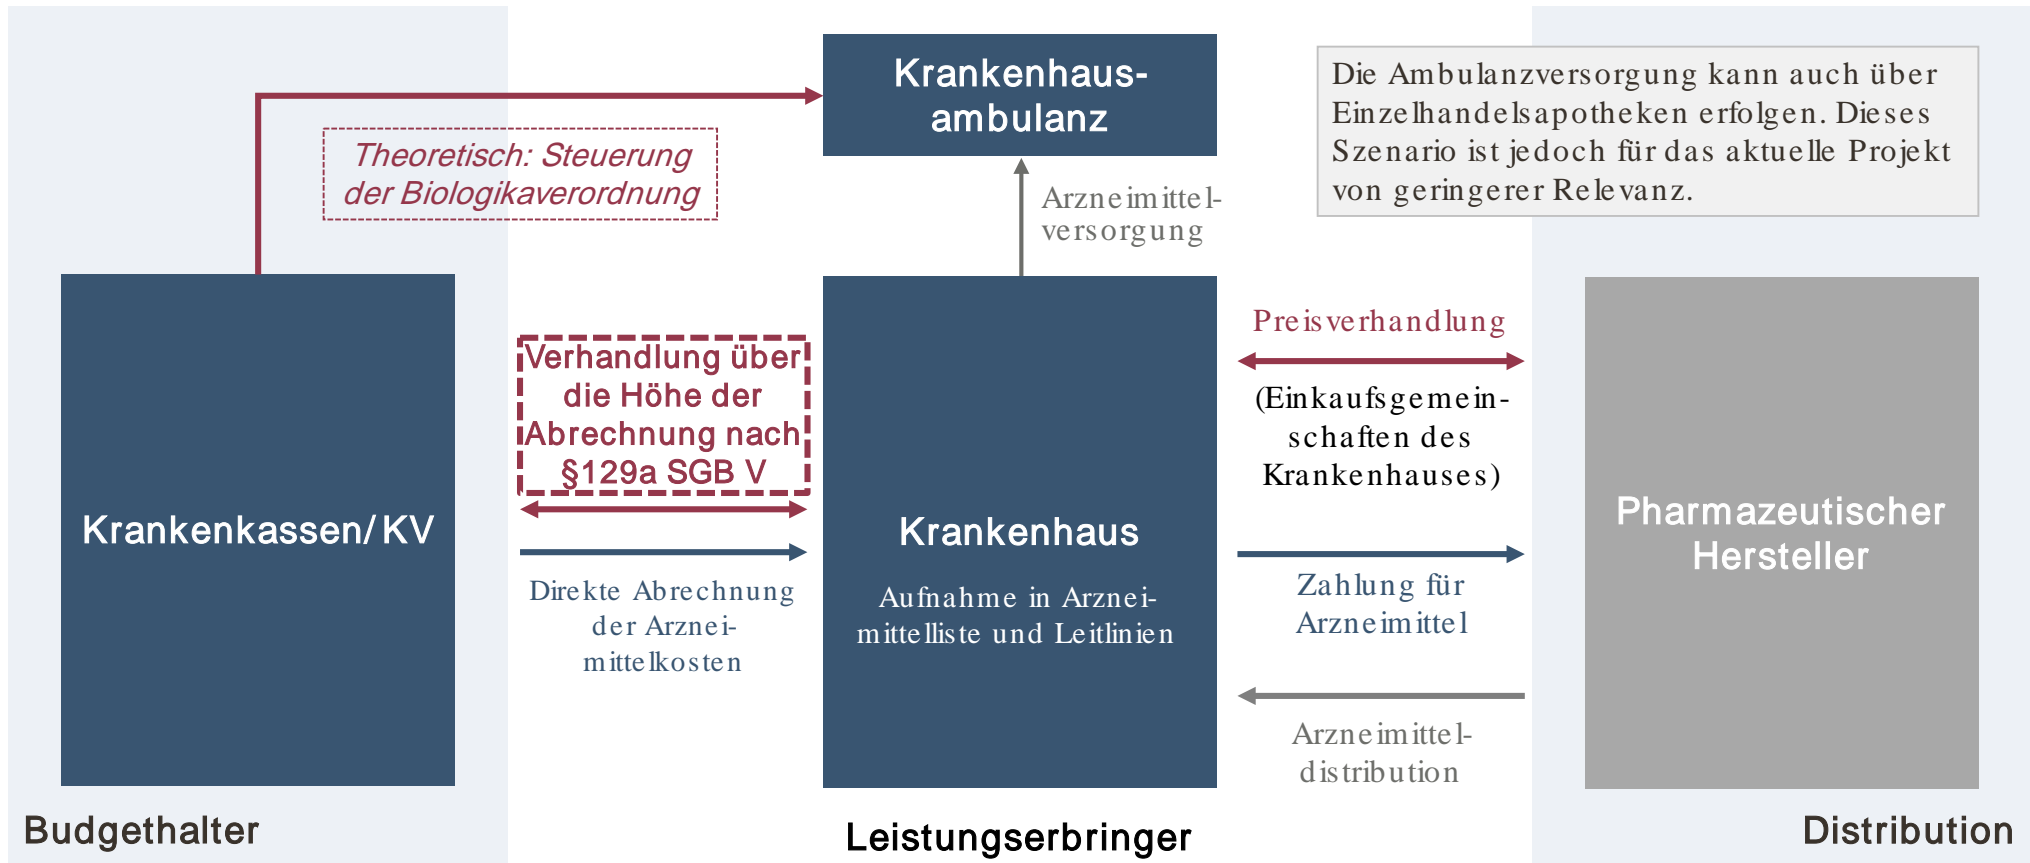 Krankenhaus-
ambulanz
Die Ambulanzversorgung kann auch über
Einzelhandelsapotheken erfolgen. Dieses
Szenario ist jedoch für das aktuelle Projekt
von geringerer Relevanz.
Theoretisch: Steuerung
der Biologikaverordnung
Arzneimittel-
versorgung
Krankenkassen/ KV
Verhandlung über
die Höhe der
Abrechnung nach
§129a SGB V
Direkte Abrechnung
der Arznei-
mittelkosten
Krankenhaus
Aufnahme in Arznei-
mittelliste und Leitlinien
Preisverhandlung
(Einkaufsgemein-
schaften des
Krankenhauses)
Zahlung für
Arzneimittel
Arzneimittel-
distribution
Pharmazeutischer
Hersteller
Budgethalter
Leistungserbringer
Distribution